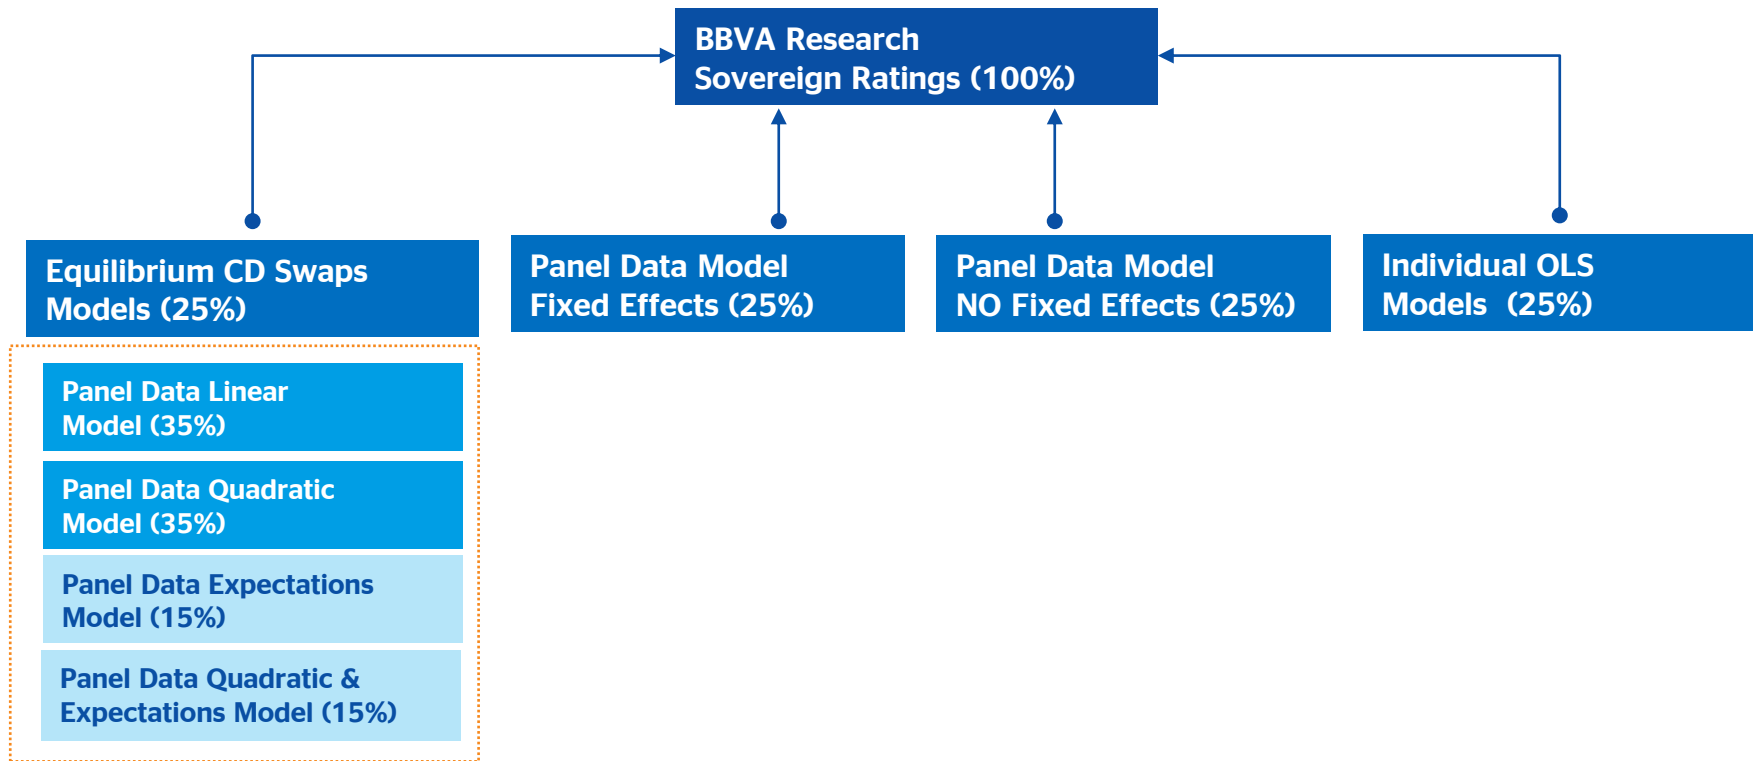 BBVA Research
Sovereign Ratings (100%)
Equilibrium CD Swaps
Models (25%)
Panel Data Model
Fixed Effects (25%)
Panel Data Model
NO Fixed Effects (25%)
Individual OLS
Models (25%)
Panel Data Linear
Model (35%)
Panel Data Quadratic
Model (35%)
Panel Data Expectations
Model (15%)
Panel Data Quadratic &
Expectations Model (15%)